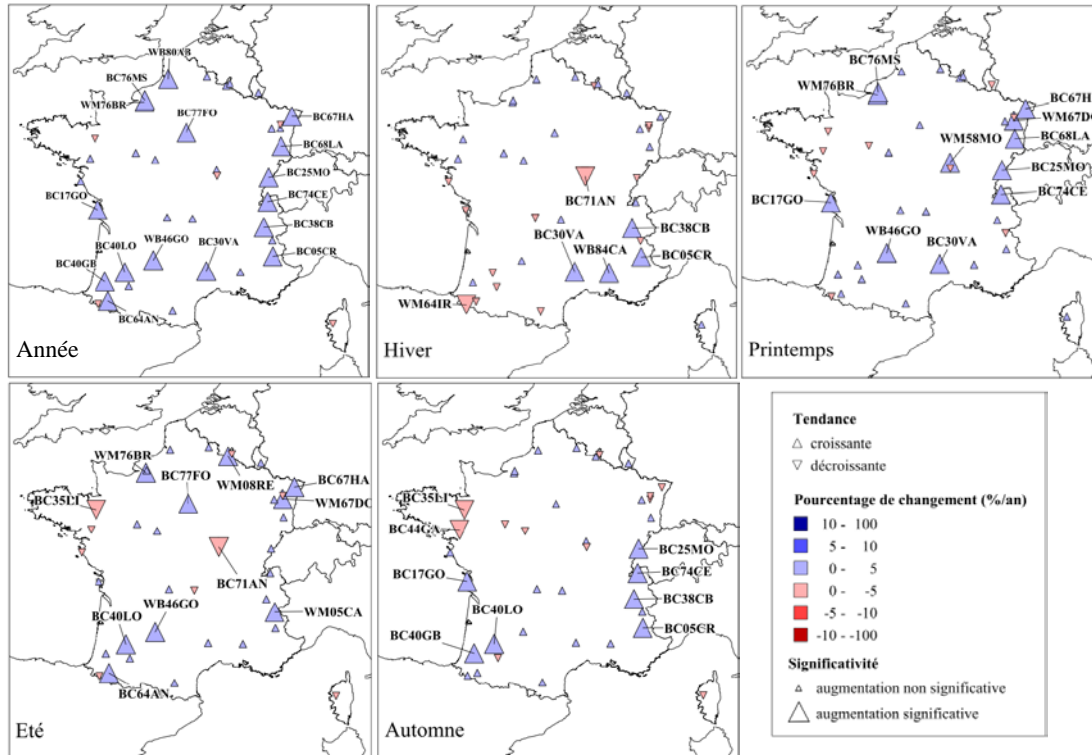 WB80AB
BC76MS
WM76BR
BC77FO
BC67HA
BC68LA
BC25MO
BC74CE
BC17GO
BC38CB
WB46GO
BC40LO
BC30VA
BC05CR
BC40GB
BC64AN
Année
BC71AN
BC38CB
BC30VA
WB84CA
BC05CR
WM64IR
Hiver
BC76MS
WM76BR
BC67H
WM67D
WM58MO
BC68LA
BC25MO
BC74CE
BC17GO
WB46GO
BC30VA
Printemps
WM76BR
BC77FO
WM08RE
BC67HA
BC35LI
WM67DO
BC71AN
WB46GO
WM05CA
BC40LO
BC64AN
Eté
BC35LI
BC44GA
BC25MO
BC17GO
BC74CE
BC40LO
BC38CB
BC40GB
BC05CR
Automne
Tendance
croissante
décroissante
Pourcentage de changement (%/an)
10 - 100
5 - 10
0 - 5
0 - -5
-5 - -10
-10 - -100
Significativité
augmentation non significative
augmentation significative